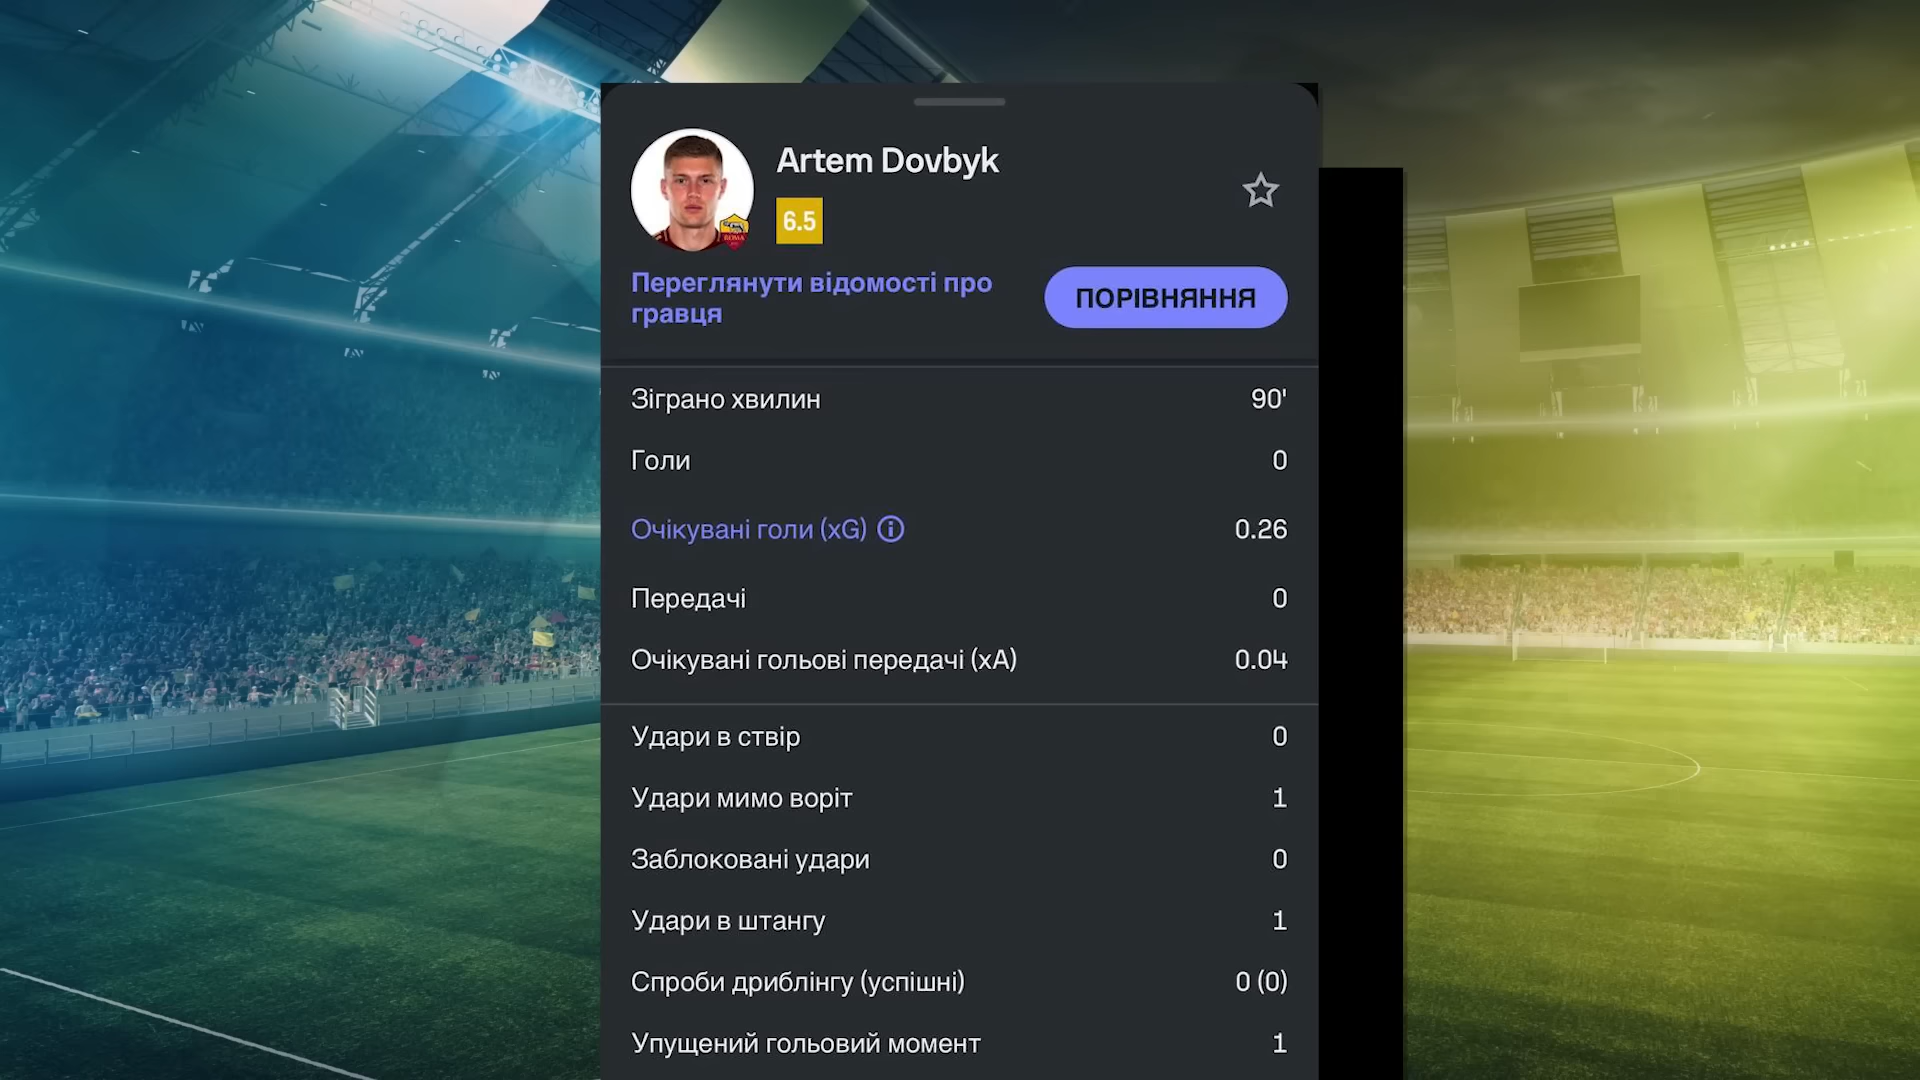 Artem Dovbyk
6.5
ROMA
Переглянути відомості про
гравця
ПОРІВНЯННЯ
Зіграно хвилин 90'
Голи 0
Очікувані голи (xG) 0.26
Передачі 0
Очікувані гольові передачі (xA) 0.04
Удари в ствір 0
Удари мимо воріт 1
Заблоковані удари 0
Удари в штангу 1
Спроби дриблінгу (успішні) 0 (0)
Упущений гольовий момент 1